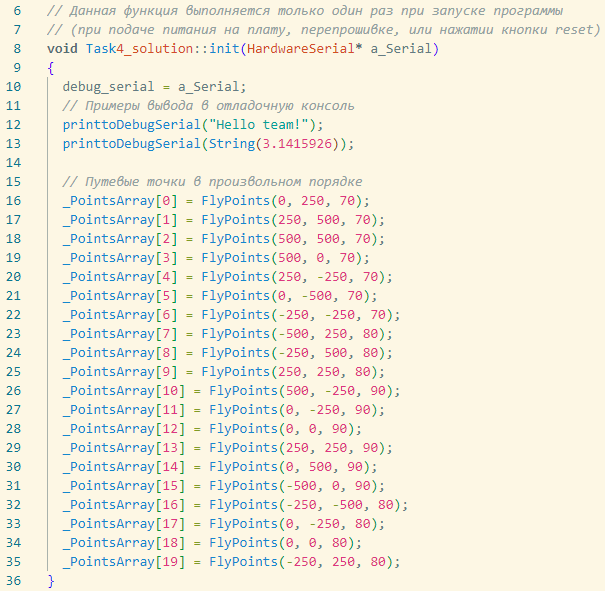 6 // Данная функция выполняется только один раз при запуске программы
7 // (при подаче питания на плату, перепрошивке, или нажатии кнопки reset)
8 void Task4_solution::init(HardwareSerial* a_Serial)
9 {
10 debug_serial = a_Serial;
11 // Примеры вывода в отладочную консоль
12 printtoDebugSerial("Hello team!");
13 printtoDebugSerial(String(3.1415926));
14
15 // Путевые точки в произвольном порядке
16 _PointsArray[0] = FlyPoints(0, 250, 70);
17 _PointsArray[1] = FlyPoints(250, 500, 70);
18 _PointsArray[2] = FlyPoints(500, 500, 70);
19 _PointsArray[3] = FlyPoints(500, 0, 70);
20 _PointsArray[4] = FlyPoints(250, -250, 70);
21 _PointsArray[5] = FlyPoints(0, -500, 70);
22 _PointsArray[6] = FlyPoints(-250, -250, 70);
23 _PointsArray[7] = FlyPoints(-500, 250, 80);
24 _PointsArray[8] = FlyPoints(-250, 500, 80);
25 _PointsArray[9] = FlyPoints(250, 250, 80);
26 _PointsArray[10] = FlyPoints(500, -250, 90);
27 _PointsArray[11] = FlyPoints(0, -250, 90);
28 _PointsArray[12] = FlyPoints(0, 0, 90);
29 _PointsArray[13] = FlyPoints(250, 250, 90);
30 _PointsArray[14] = FlyPoints(0, 500, 90);
31 _PointsArray[15] = FlyPoints(-500, 0, 90);
32 _PointsArray[16] = FlyPoints(-250, -500, 80);
33 _PointsArray[17] = FlyPoints(0, -250, 80);
34 _PointsArray[18] = FlyPoints(0, 0, 80);
35 _PointsArray[19] = FlyPoints(-250, 250, 80);
36 }